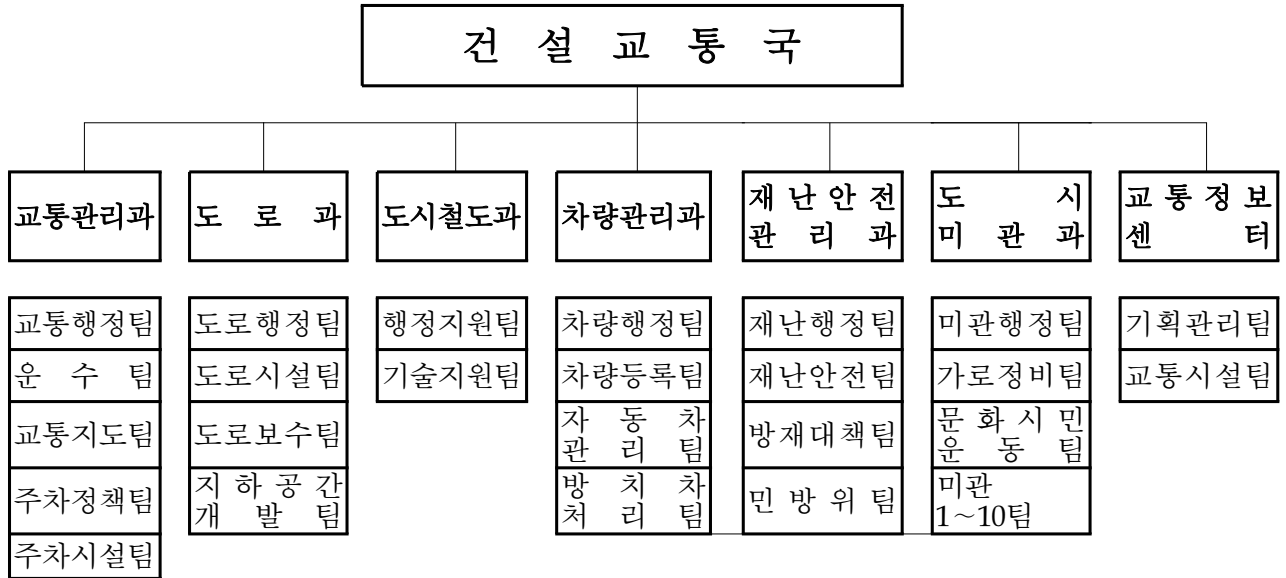 건 설 교 통 국
교통관리과
도 로 과
도시철도과
차량관리과
재 난 안 전
관 리 과
도 시
미 관 과
교 통 정 보
센 터
교통행정팀
운 수 팀
교통지도팀
주차정책팀
주차시설팀
도로행정팀
도로시설팀
도로보수팀
지 하 공 간
개 발 팀
행정지원팀
기술지원팀
차량행정팀
차량등록팀
자 동 차
관 리 팀
방 치 차
처 리 팀
재난행정팀
재난안전팀
방재대책팀
민 방 위 팀
미관행정팀
가로정비팀
문 화 시 민
운 동 팀
미관
1~10팀
기획관리팀
교통시설팀